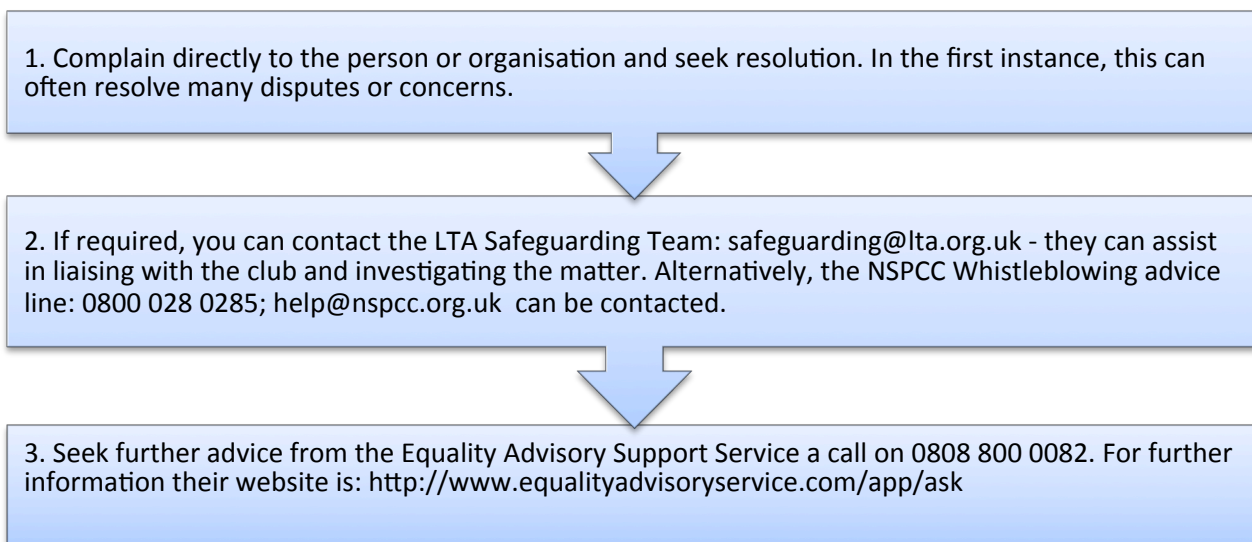 1. Complain directly to the person or organisation and seek resolution. In the first instance, this can
often resolve many disputes or concerns.
2. If required, you can contact the LTA Safeguarding Team: safeguarding@lta.org.uk - they can assist
in liaising with the club and investigating the matter. Alternatively, the NSPCC Whistleblowing advice
line: 0800 028 0285; help@nspcc.org.uk  can be contacted.
3. Seek further advice from the Equality Advisory Support Service a call on 0808 800 0082. For further
information their website is: http://www.equalityadvisoryservice.com/app/ask